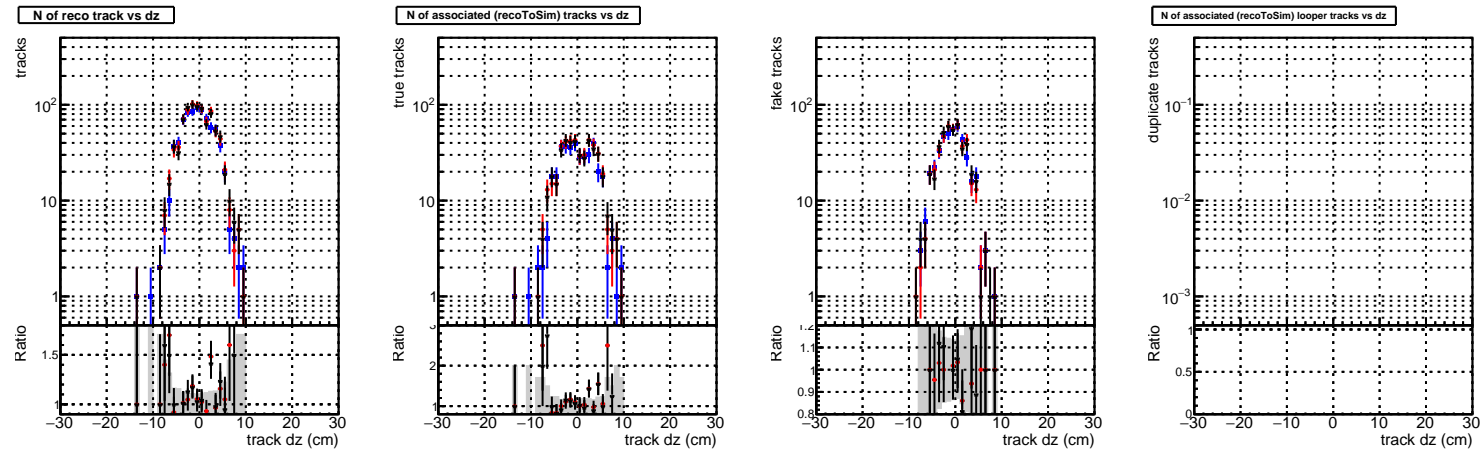 N of reco track vs dz
tracks
10²
10
1
Ratio
1.5
1
−30 −20 −10 0 10 20 30
track dz (cm)
N of associated (recoToSim) tracks vs dz
true tracks
10²
10
1
Ratio
3
2
1
−30 −20 −10 0 10 20 30
track dz (cm)
fake tracks
10²
10
1
Ratio
1.2
1.1
1
0.9
0.8
−30 −20 −10 0 10 20 30
track dz (cm)
N of associated (recoToSim) looper tracks vs dz
duplicate tracks
10⁻¹
10⁻²
10⁻³
Ratio
1
0.5
0
−30 −20 −10 0 10 20 30
track dz (cm)